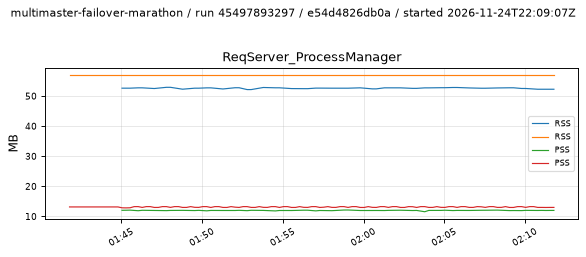 multimaster-failover-marathon / run 45497893297 / e54d4826db0a / started 2026-11-24T22:09:07Z
ReqServer_ProcessManager
MB
50
40
30
20
10
RSS
RSS
PSS
PSS
01:45
01:50
01:55
02:00
02:05
02:10